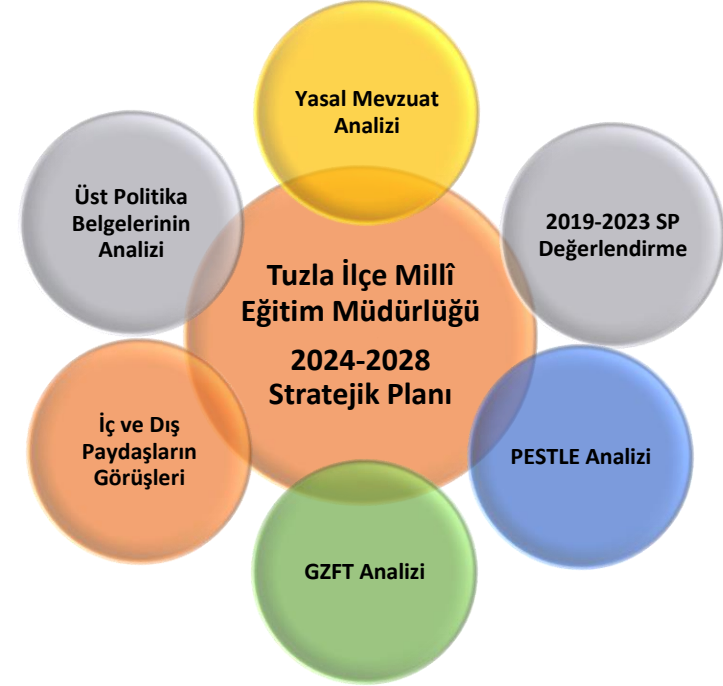 Yasal Mevzuat
Analizi
Üst Politika
Belgelerinin
Analizi
2019-2023 SP
Değerlendirme
Tuzla İlçe Millî
Eğitim Müdürlüğü
2024-2028
Stratejik Planı
İç ve Dış
Paydaşların
Görüşleri
PESTLE Analizi
GZFT Analizi